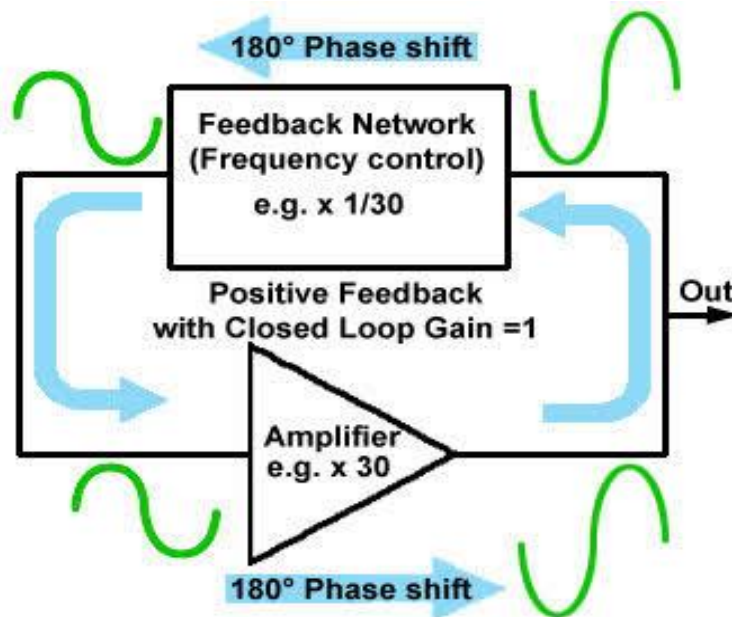 180° Phase shift
Feedback Network
(Frequency control)
e.g. x 1/30
Positive Feedback
with Closed Loop Gain =1
Out
Amplifier
e.g. x 30
180° Phase shift